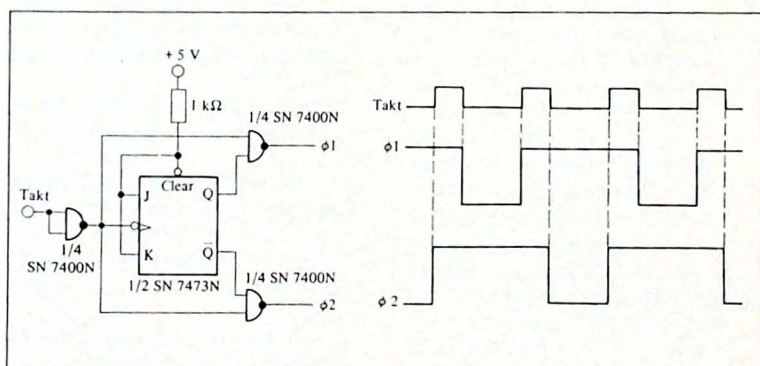 + 5 V
1 kΩ
1/4 SN 7400N
ϕ1
Takt
Clear
J
Q
K
Q̄
1/4
SN 7400N
1/2 SN 7473N
1/4 SN 7400N
ϕ2
Takt
ϕ1
ϕ2